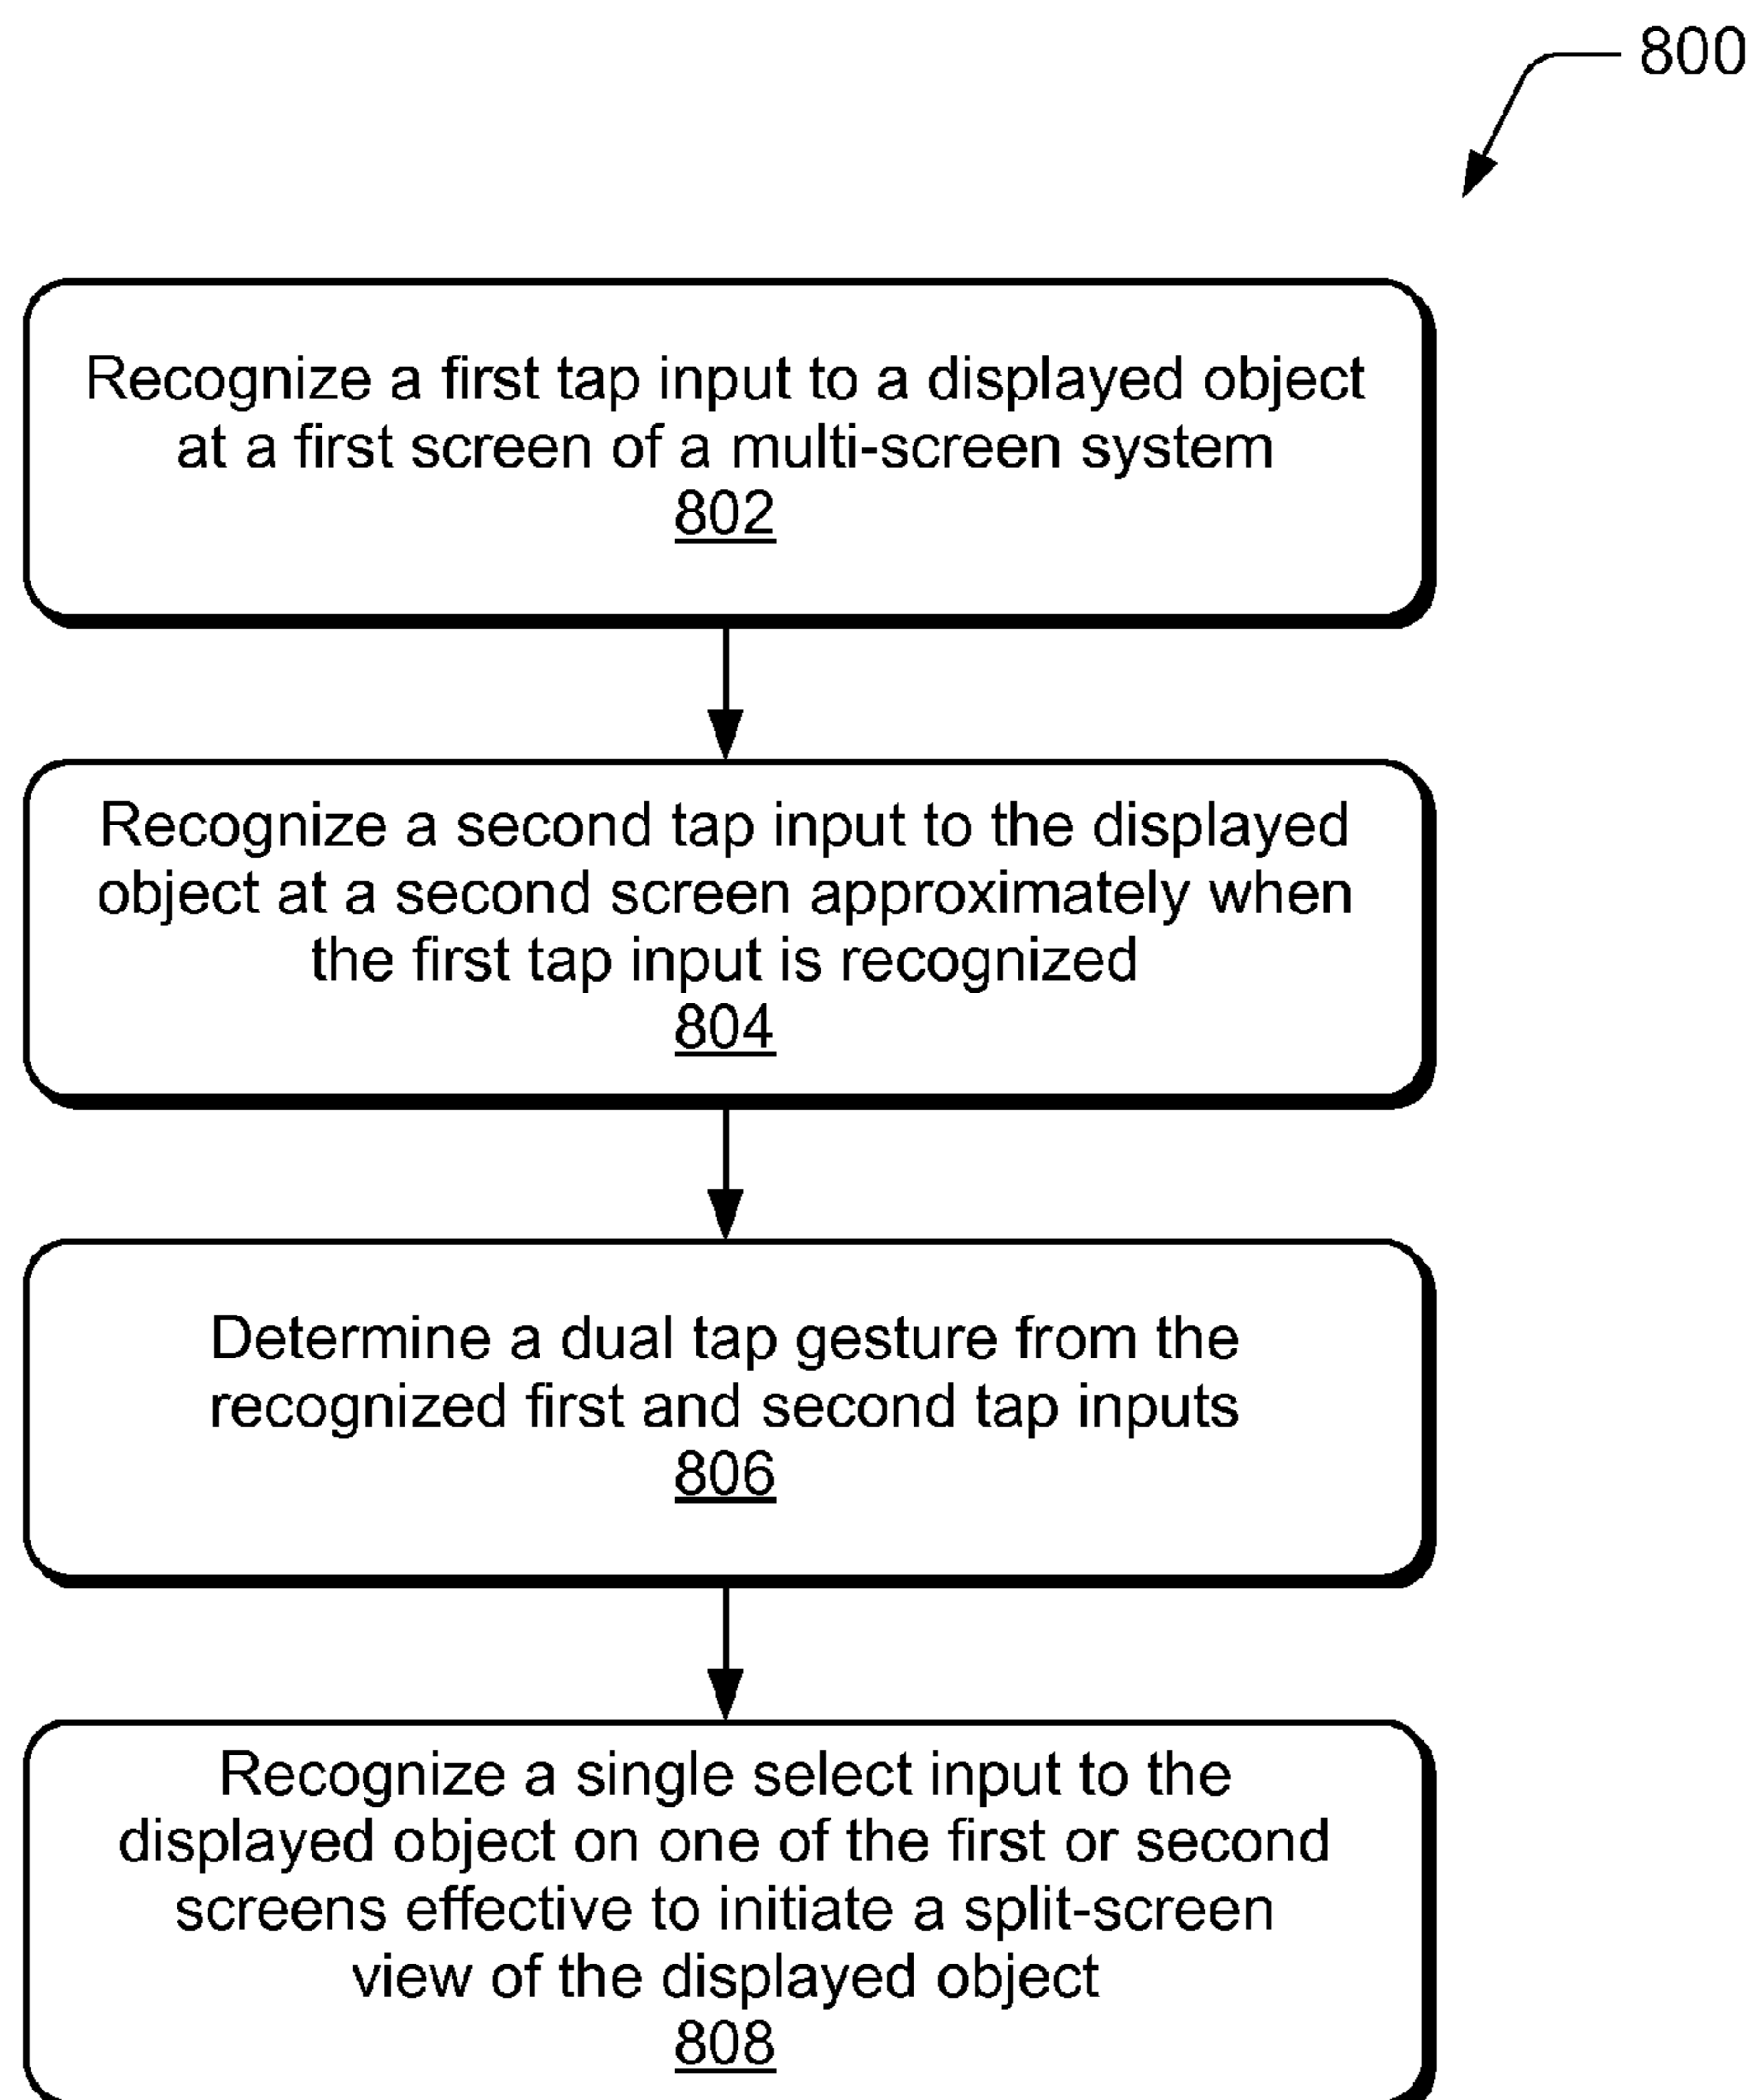 800
Recognize a first tap input to a displayed object
at a first screen of a multi-screen system
802
Recognize a second tap input to the displayed
object at a second screen approximately when
the first tap input is recognized
804
Determine a dual tap gesture from the
recognized first and second tap inputs
806
Recognize a single select input to the
displayed object on one of the first or second
screens effective to initiate a split-screen
view of the displayed object
808